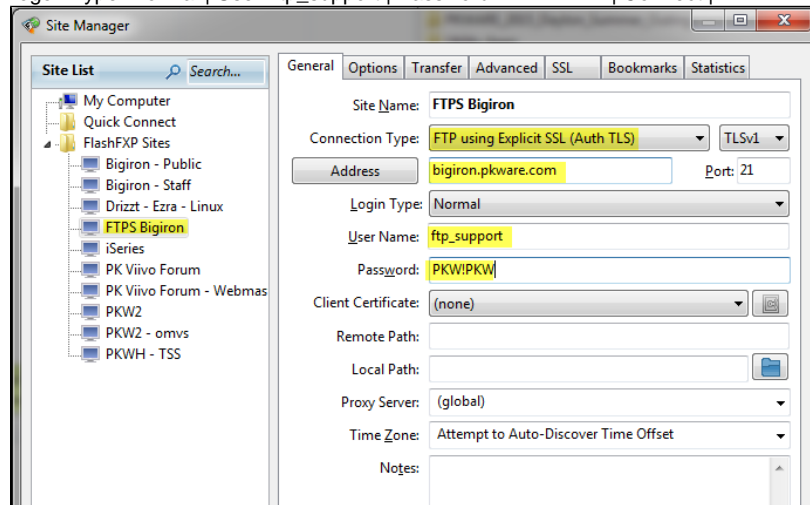 Site Manager
Site List
Search...
My Computer
Quick Connect
FlashFXP Sites
Bigiron - Public
Bigiron - Staff
Drizzt - Ezra - Linux
FTPS Bigiron
iSeries
PK Viivo Forum
PK Viivo Forum - Webmas
PKW2
PKW2 - omvs
PKWH - TSS
General Options Transfer Advanced SSL Bookmarks Statistics
Site Name: FTPS Bigiron
Connection Type: FTP using Explicit SSL (Auth TLS) TLSv1
Address bigiron.pkware.com Port: 21
Login Type: Normal
User Name: ftp_support
Password: PKW!PKW
Client Certificate: (none)
Remote Path:
Local Path:
Proxy Server: (global)
Time Zone: Attempt to Auto-Discover Time Offset
Notes: